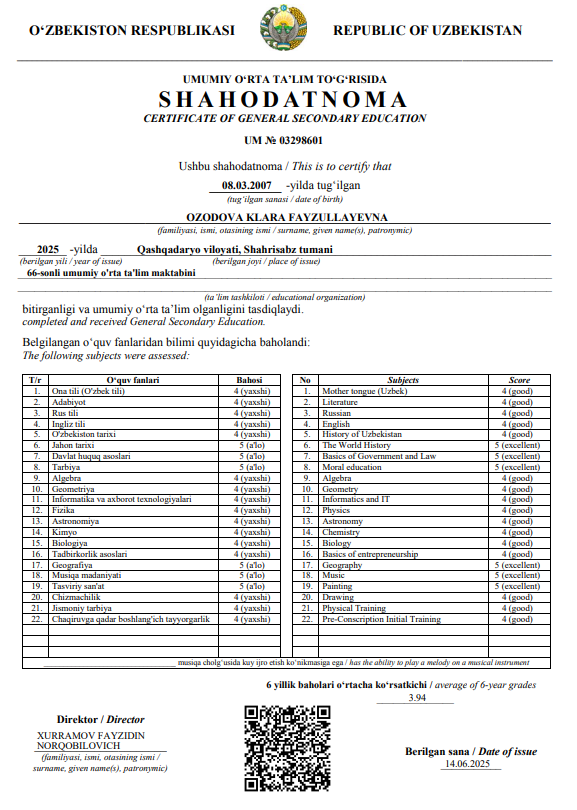 O‘ZBEKISTON RESPUBLIKASI REPUBLIC OF UZBEKISTAN
UMUMIY O‘RTA TA’LIM TO‘G‘RISIDA
SHAHODATNOMA
CERTIFICATE OF GENERAL SECONDARY EDUCATION
UM № 03298601
Ushbu shahodatnoma / This is to certify that
08.03.2007 -yilda tug‘ilgan
(tug‘ilgan sanasi / date of birth)
OZODOVA KLARA FAYZULLAYEVNA
(familiyasi, ismi, otasining ismi / surname, given name(s), patronymic)
2025 -yilda Qashqadaryo viloyati, Shahrisabz tumani
(berilgan yili / year of issue) (berilgan joyi / place of issue)
66-sonli umumiy o'rta ta'lim maktabini
(ta’lim tashkiloti / educational organization)
bitirganligi va umumiy o‘rta ta’lim olganligini tasdiqlaydi.
completed and received General Secondary Education.
Belgilangan o‘quv fanlaridan bilimi quyidagicha baholandi:
The following subjects were assessed:
T/r O‘quv fanlari Bahosi No Subjects Score
1. Ona tili (O'zbek tili) 4 (yaxshi) 1. Mother tongue (Uzbek) 4 (good)
2. Adabiyot 4 (yaxshi) 2. Literature 4 (good)
3. Rus tili 4 (yaxshi) 3. Russian 4 (good)
4. Ingliz tili 4 (yaxshi) 4. English 4 (good)
5. O'zbekiston tarixi 4 (yaxshi) 5. History of Uzbekistan 4 (good)
6. Jahon tarixi 5 (a'lo) 6. The World History 5 (excellent)
7. Davlat huquq asoslari 5 (a'lo) 7. Basics of Government and Law 5 (excellent)
8. Tarbiya 5 (a'lo) 8. Moral education 5 (excellent)
9. Algebra 4 (yaxshi) 9. Algebra 4 (good)
10. Geometriya 4 (yaxshi) 10. Geometry 4 (good)
11. Informatika va axborot texnologiyalari 4 (yaxshi) 11. Informatics and IT 4 (good)
12. Fizika 4 (yaxshi) 12. Physics 4 (good)
13. Astronomiya 4 (yaxshi) 13. Astronomy 4 (good)
14. Kimyo 4 (yaxshi) 14. Chemistry 4 (good)
15. Biologiya 4 (yaxshi) 15. Biology 4 (good)
16. Tadbirkorlik asoslari 4 (yaxshi) 16. Basics of entrepreneurship 4 (good)
17. Geografiya 5 (a'lo) 17. Geography 5 (excellent)
18. Musiqa madaniyati 5 (a'lo) 18. Music 5 (excellent)
19. Tasviriy san'at 5 (a'lo) 19. Painting 5 (excellent)
20. Chizmachilik 4 (yaxshi) 20. Drawing 4 (good)
21. Jismoniy tarbiya 4 (yaxshi) 21. Physical Training 4 (good)
22. Chaqiruvga qadar boshlang'ich tayyorgarlik 4 (yaxshi) 22. Pre-Conscription Initial Training 4 (good)
musiqa cholg‘usida kuy ijro etish ko‘nikmasiga ega / has the ability to play a melody on a musical instrument
6 yillik baholari o‘rtacha ko‘rsatkichi / average of 6-year grades
3.94
Direktor / Director
XURRAMOV FAYZIDIN
NORQOBILOVICH
(familiyasi, ismi, otasining ismi /
surname, given name(s), patronymic)
Berilgan sana / Date of issue
14.06.2025